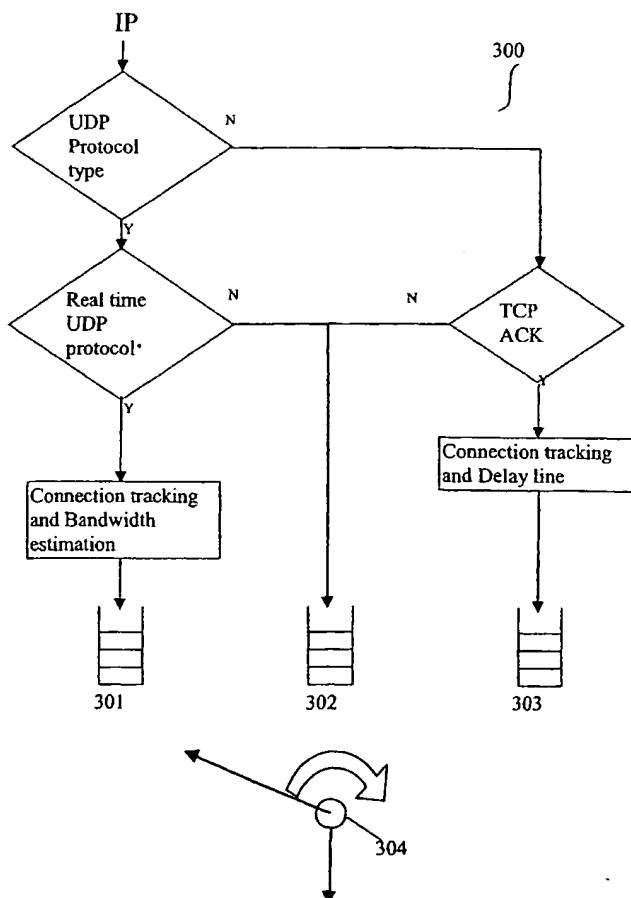 IP
300
UDP
Protocol
type
N
Y
Real time
UDP
protocol*
N
N
TCP
ACK
Y
Y
Connection tracking
and Delay line
Connection tracking
and Bandwidth
estimation
301
302
303
304